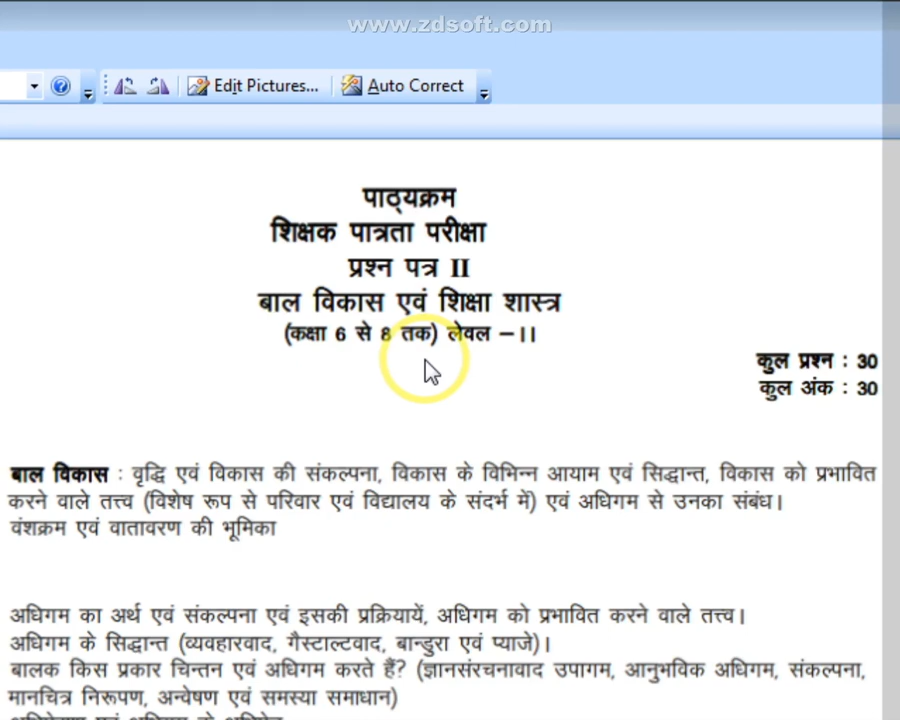 www.zdsoft.com
Edit Pictures... Auto Correct
पाठ्यक्रम
शिक्षक पात्रता परीक्षा
प्रश्न पत्र II
बाल विकास एवं शिक्षा शास्त्र
(कक्षा 6 से 8 तक) लेवल –II
कुल प्रश्न : 30
कुल अंक : 30
बाल विकास : वृद्धि एवं विकास की संकल्पना, विकास के विभिन्न आयाम एवं सिद्धान्त, विकास को प्रभावित
करने वाले तत्त्व (विशेष रूप से परिवार एवं विद्यालय के संदर्भ में) एवं अधिगम से उनका संबंध।
वंशक्रम एवं वातावरण की भूमिका
अधिगम का अर्थ एवं संकल्पना एवं इसकी प्रक्रियायें, अधिगम को प्रभावित करने वाले तत्त्व।
अधिगम के सिद्धान्त (व्यवहारवाद, गैस्टाल्टवाद, बान्डुरा एवं प्याजे)।
बालक किस प्रकार चिन्तन एवं अधिगम करते हैं? (ज्ञानसंरचनावाद उपागम, आनुभविक अधिगम, संकल्पना,
मानचित्र निरूपण, अन्वेषण एवं समस्या समाधान)